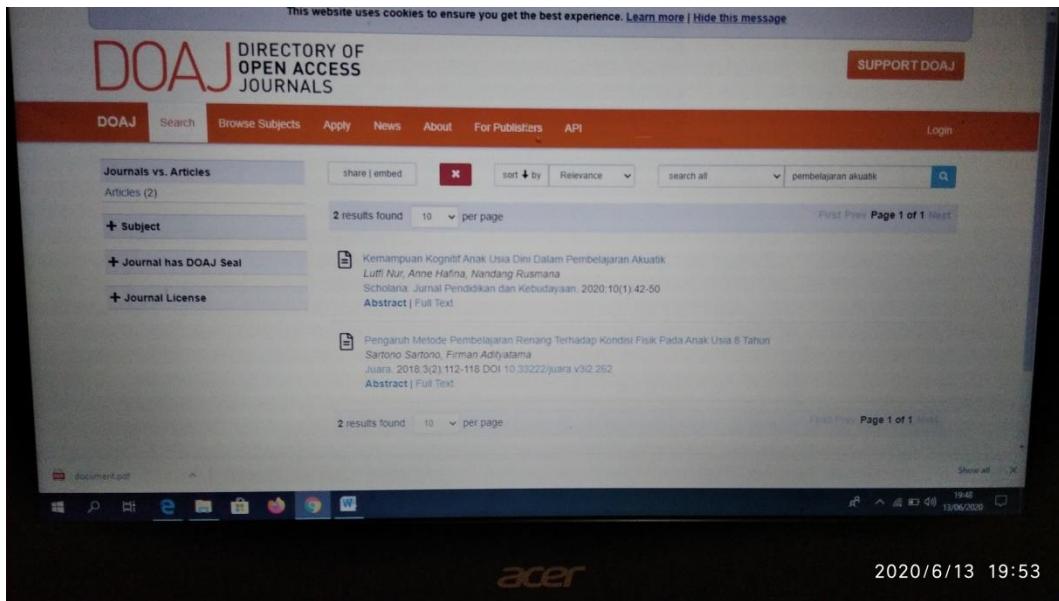 This website uses cookies to ensure you get the best experience. Learn more | Hide this message
DOAJ DIRECTORY OF
OPEN ACCESS
JOURNALS
SUPPORT DOAJ
DOAJ Search Browse Subjects Apply News About For Publishers API Login
Journals vs. Articles
Articles (2)
+ Subject
+ Journal has DOAJ Seal
+ Journal License
share | embed sort by Relevance search all pembelajaran akuatik
2 results found 10 per page First Prev Page 1 of 1 Next
Kemampuan Kognitif Anak Usia Dini Dalam Pembelajaran Akuatik
Lutfi Nur, Anne Hafina, Nandang Rusmana
Scholaria: Jurnal Pendidikan dan Kebudayaan. 2020;10(1):42-50
Abstract | Full Text
Pengaruh Metode Pembelajaran Renang Terhadap Kondisi Fisik Pada Anak Usia 8 Tahun
Sartono Sartono, Firman Adityatama
Juara. 2018;3(2):112-118 DOI 10.33222/juara.v3i2.262
Abstract | Full Text
2 results found 10 per page First Prev Page 1 of 1 Next
document.pdf
Show all
19:48
13/06/2020
acer
2020/6/13 19:53